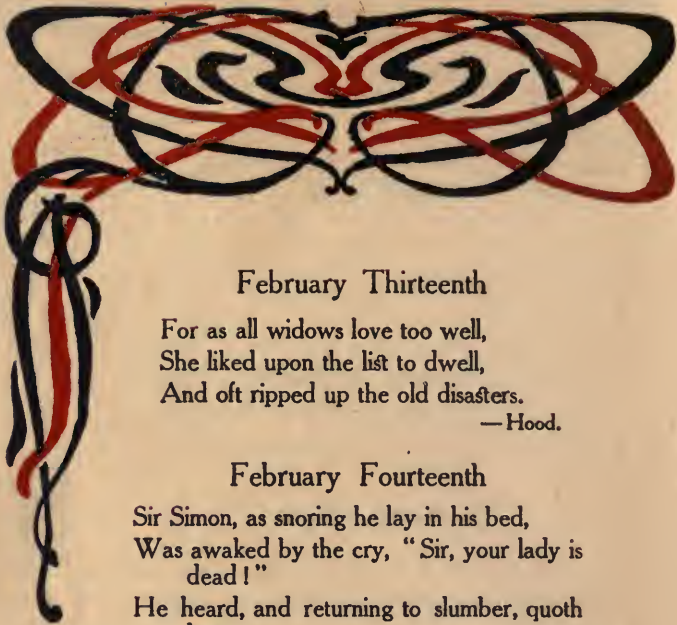 February Thirteenth
For as all widows love too well,
She liked upon the list to dwell,
And oft ripped up the old disasters.
— Hood.
February Fourteenth
Sir Simon, as snoring he lay in his bed,
Was awaked by the cry, "Sir, your lady is
dead!"
He heard, and returning to slumber, quoth